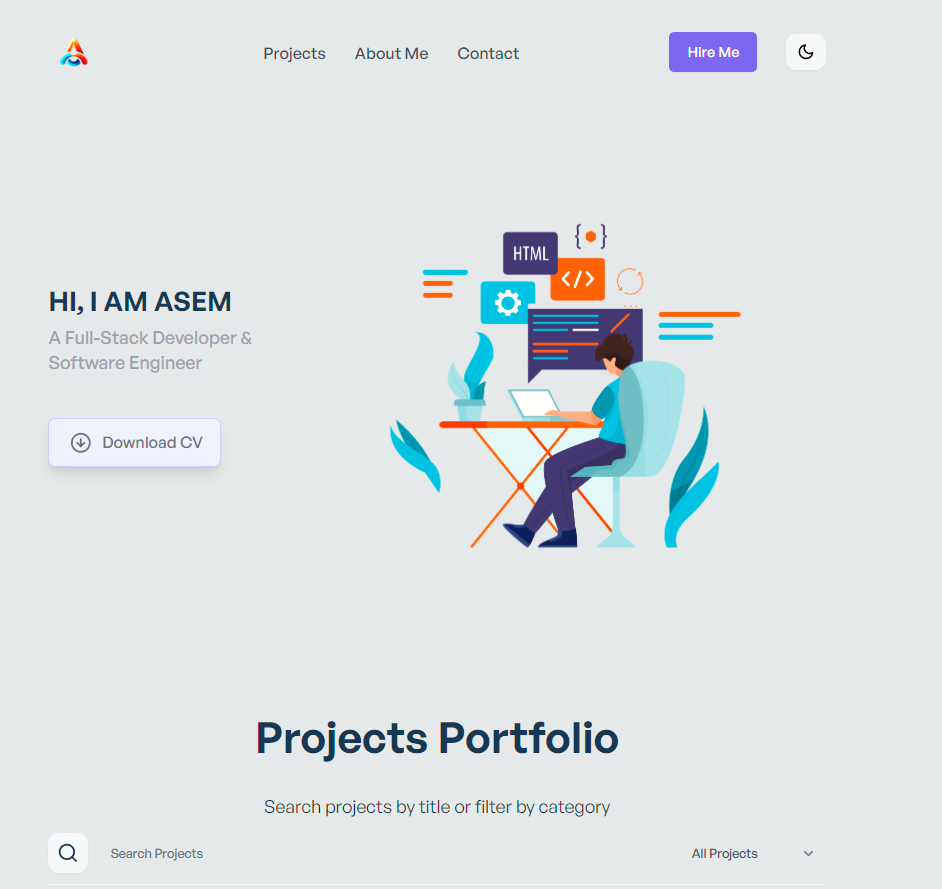 Projects About Me Contact Hire Me
HTML
</>
HI, I AM ASEM
A Full-Stack Developer &
Software Engineer
Download CV
Projects Portfolio
Search projects by title or filter by category
Search Projects All Projects